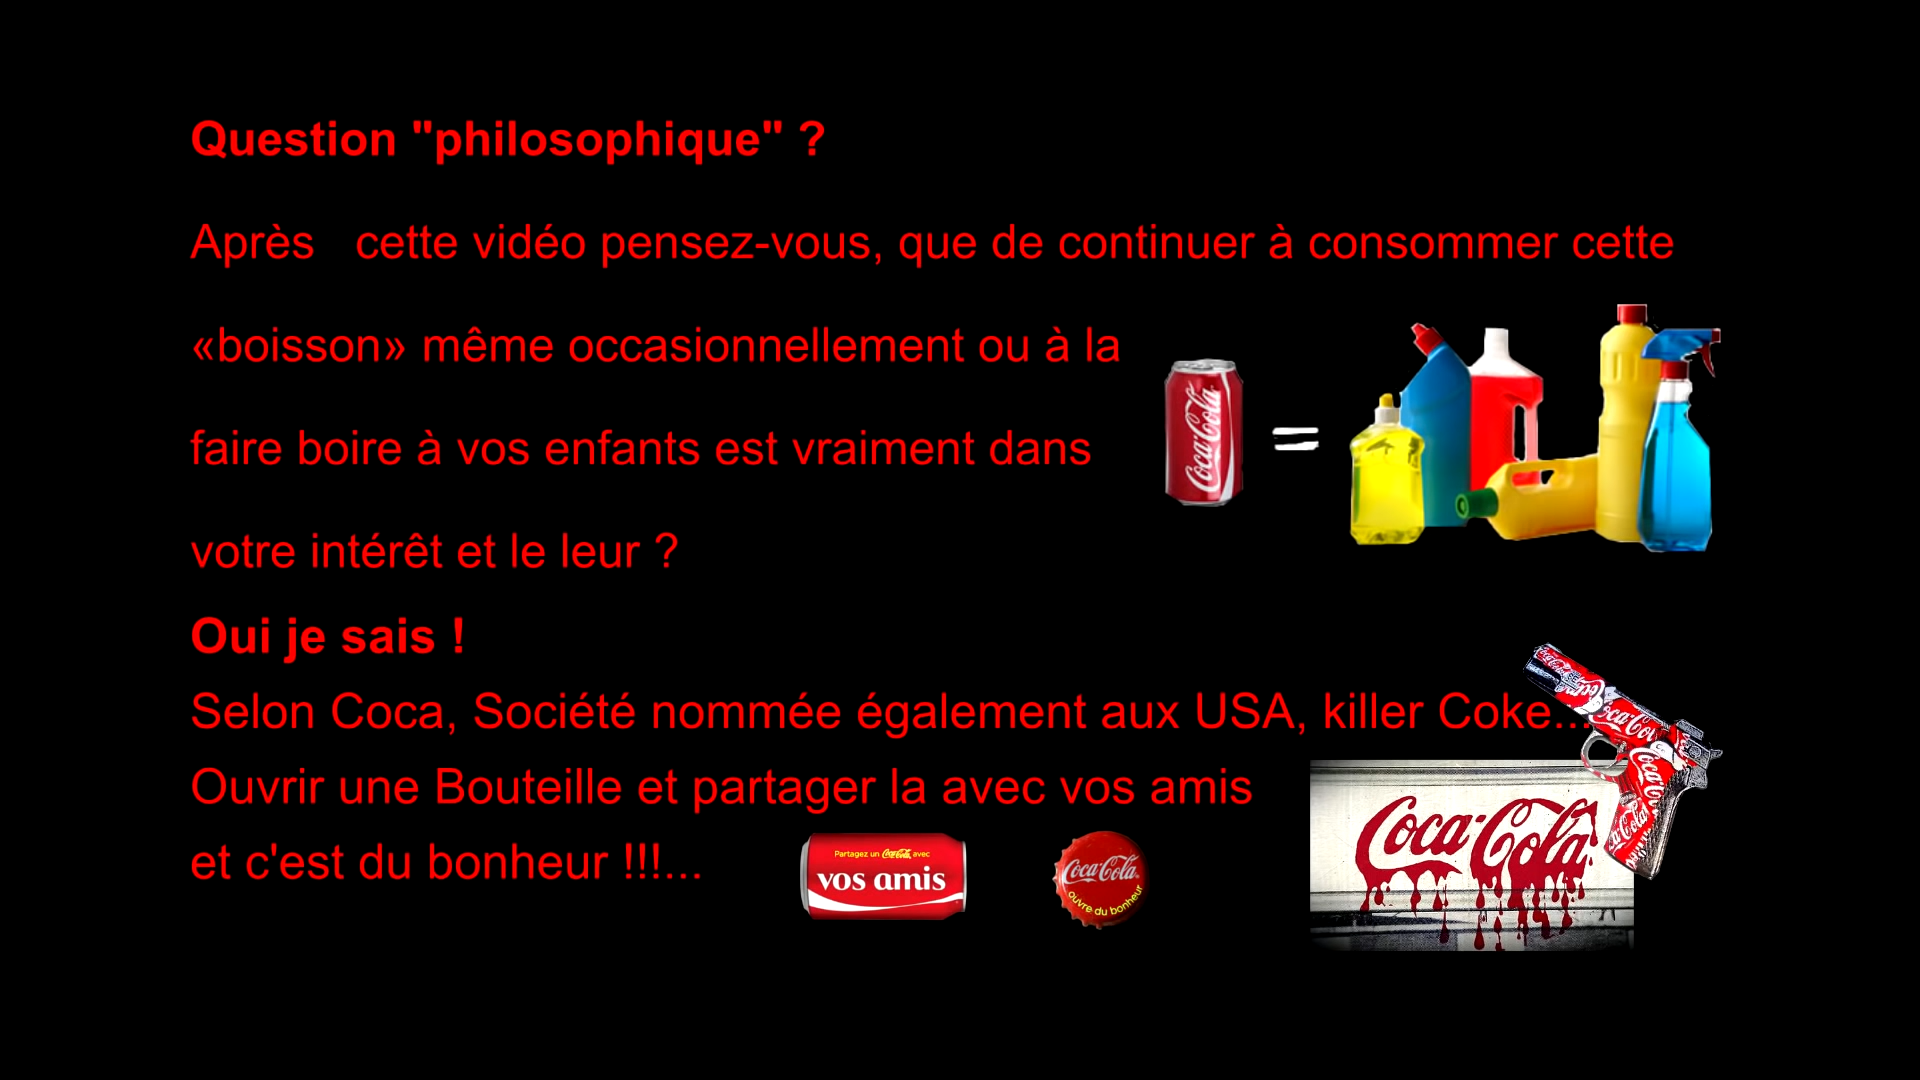 Question "philosophique" ?
Après cette vidéo pensez-vous, que de continuer à consommer cette
«boisson» même occasionnellement ou à la
faire boire à vos enfants est vraiment dans
votre intérêt et le leur ?
Coca-Cola
=
Oui je sais !
Selon Coca, Société nommée également aux USA, killer Coke...
Ouvrir une Bouteille et partager la avec vos amis
et c'est du bonheur !!!...
Partagez un Coca-Cola avec
vos amis
Coca-Cola
ouvre du bonheur
Coca-Cola